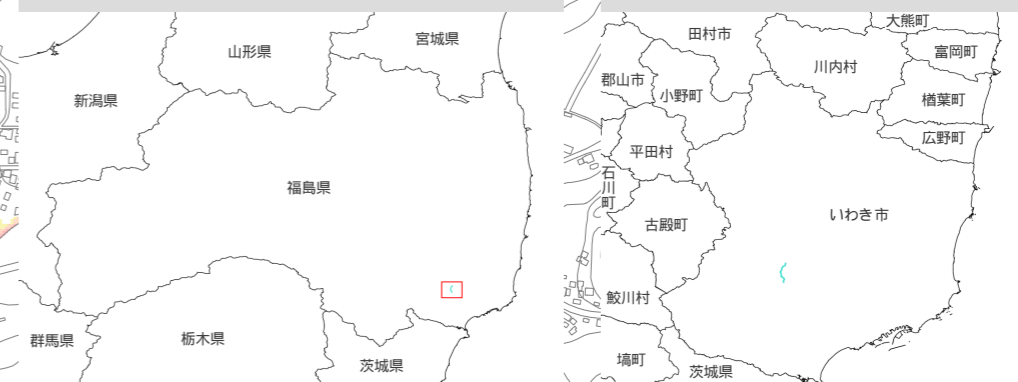 宮城県
山形県
新潟県
福島県
群馬県
栃木県
茨城県
大熊町
田村市
富岡町
川内村
郡山市
小野町
楢葉町
広野町
平田村
石川町
いわき市
古殿町
鮫川村
塙町
茨城県